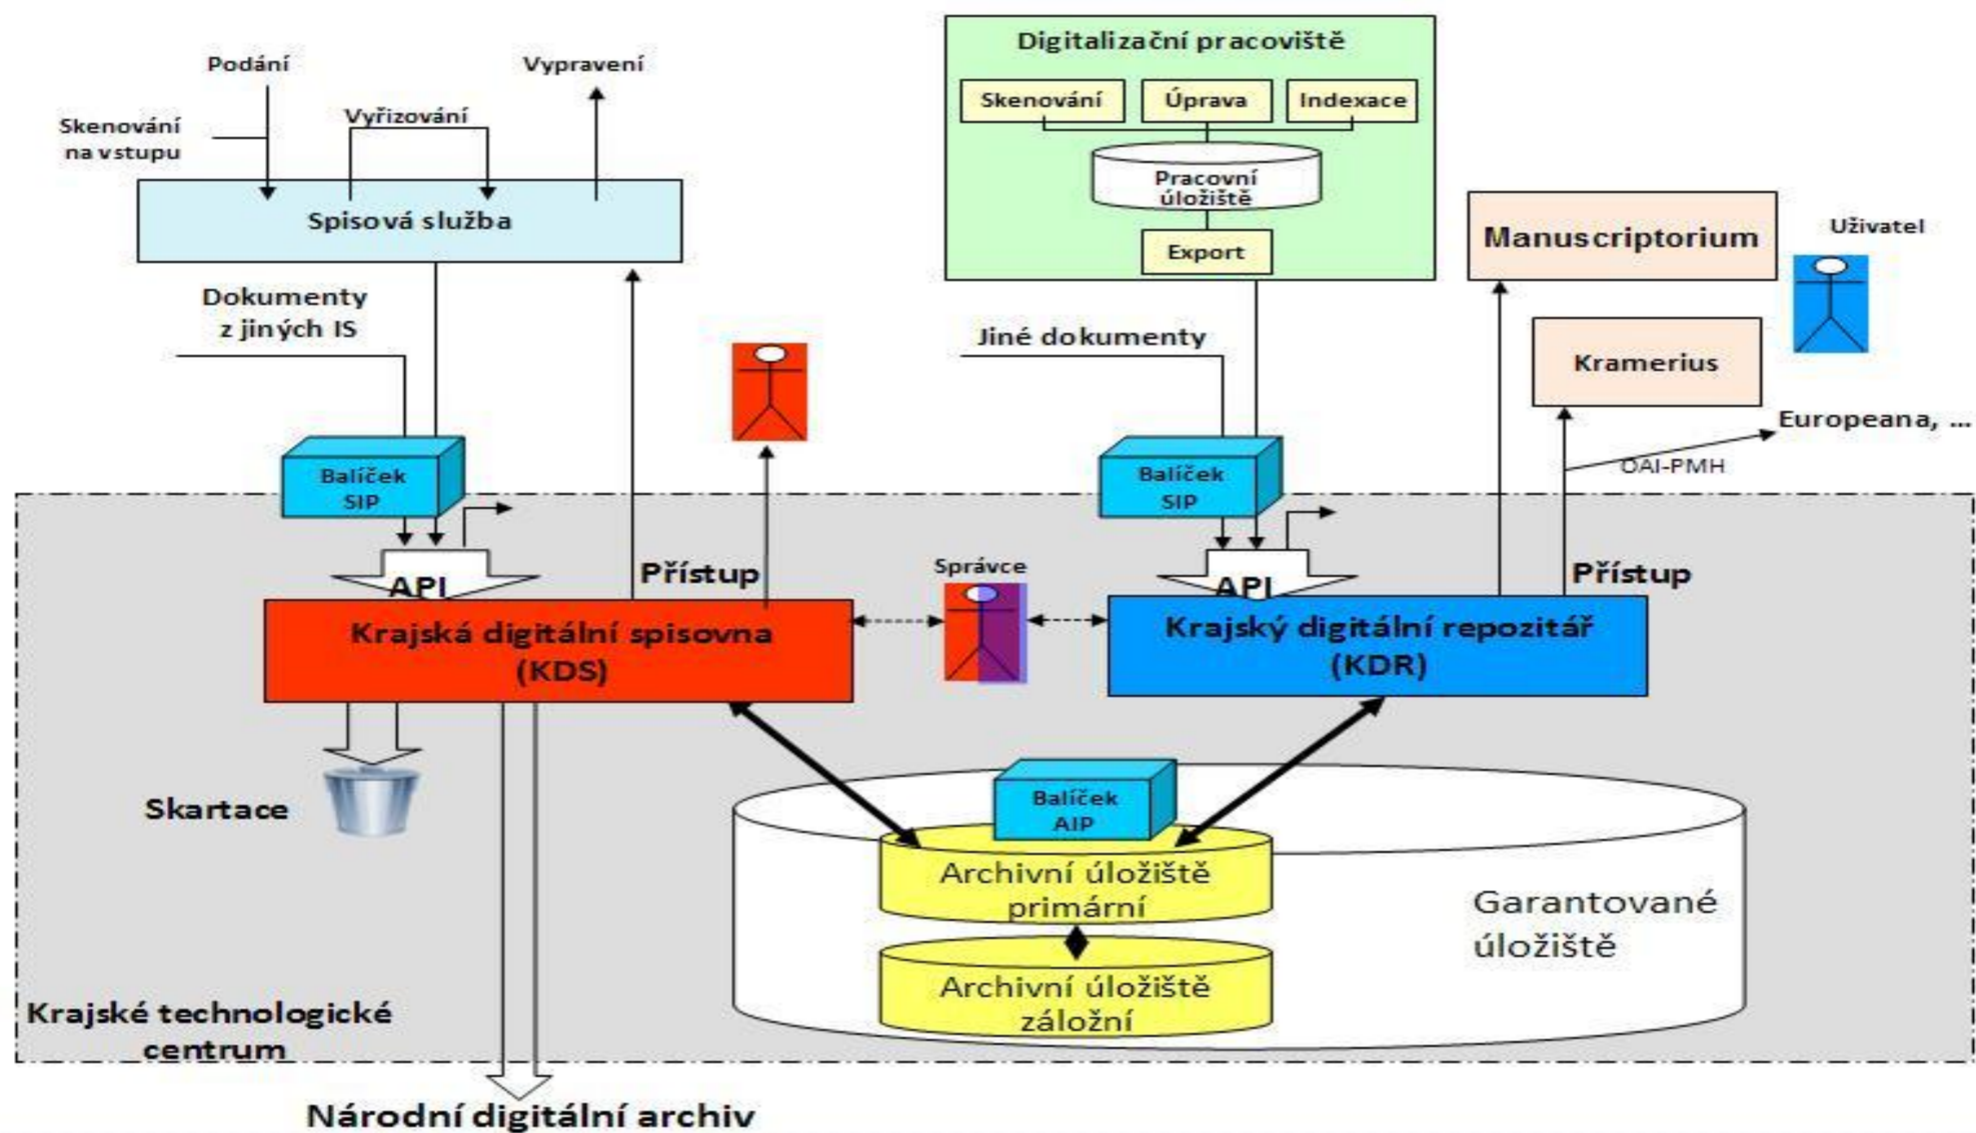 Podání
Vypravení
Skenování
na vstupu
Vyřizování
Spisová služba
Digitalizační pracoviště
Skenování
Úprava
Indexace
Pracovní
úložiště
Export
Manuscriptorium
Uživatel
Kramerius
Europeana, ...
OAI-PMH
Dokumenty
z jiných IS
Jiné dokumenty
Balíček
SIP
Balíček
SIP
API
Přístup
Správce
API
Přístup
Krajská digitální spisovna
(KDS)
Krajský digitální repozitář
(KDR)
Skartace
Balíček
AIP
Archivní úložiště
primární
Garantované
úložiště
Archivní úložiště
záložní
Krajské technologické
centrum
Národní digitální archiv